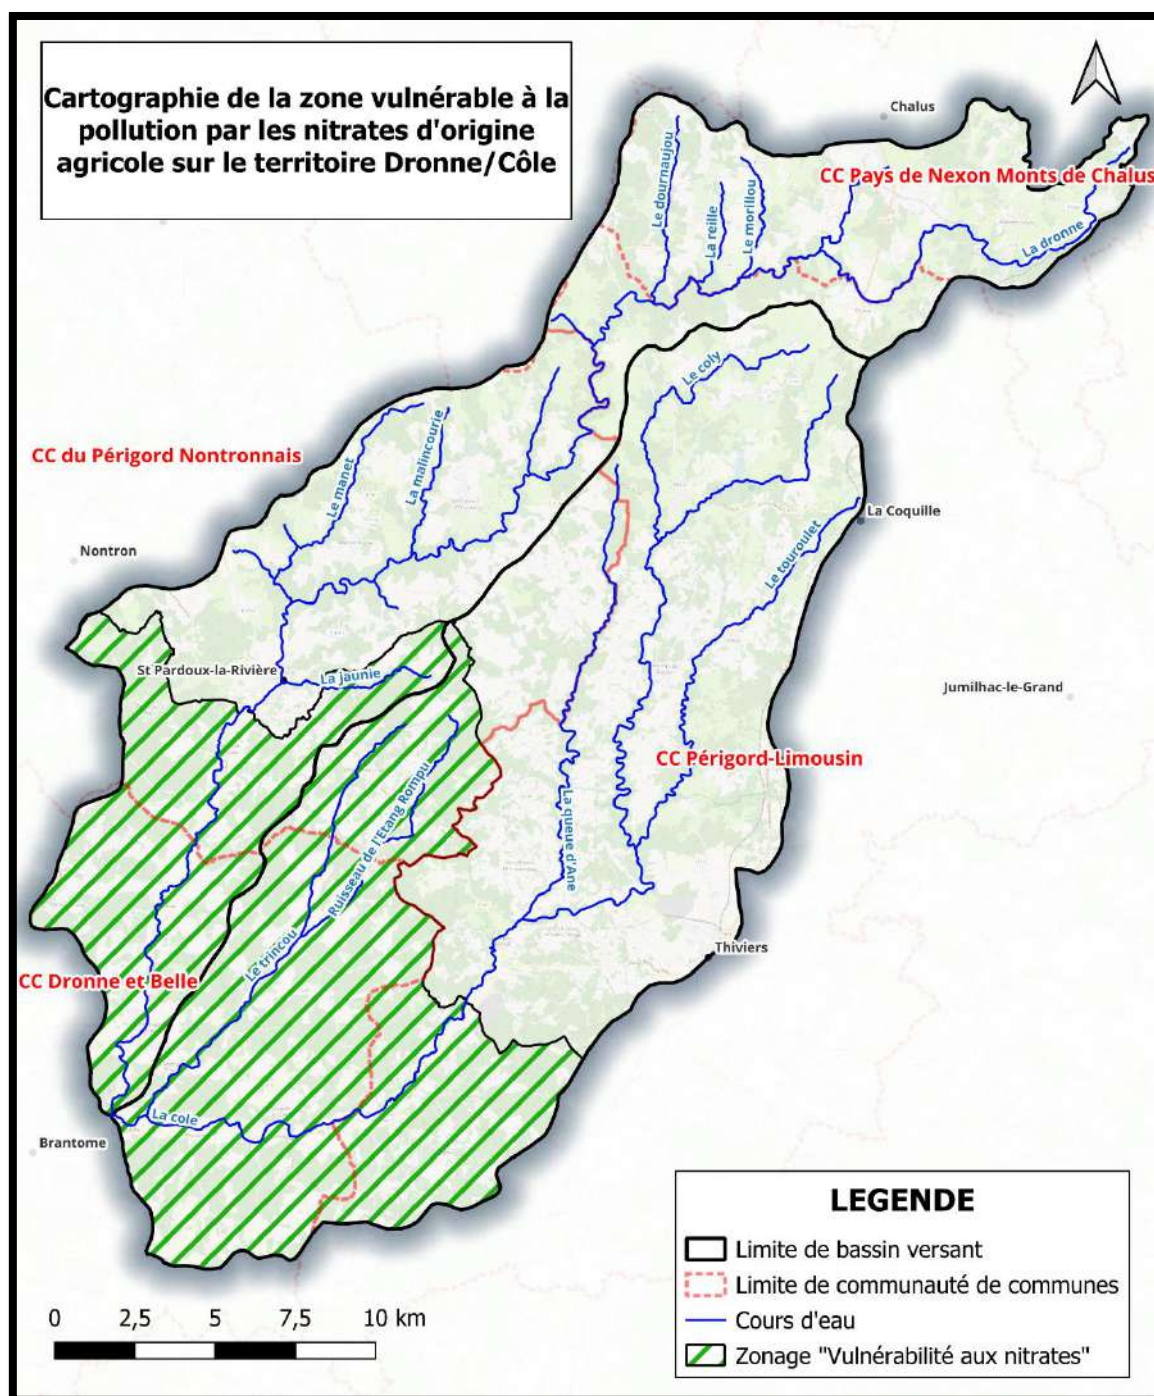 Cartographie de la zone vulnérable à la
pollution par les nitrates d'origine
agricole sur le territoire Dronne/Côle
Chalus
CC Pays de Nexon Monts de Chalus
Le dournaujou
La reille
Le morillou
La dronne
Le coly
CC du Périgord Nontronnais
Le manet
La malincourie
La Coquille
Nontron
Le touroulet
St Pardoux-la-Rivière
La jaunie
Jumilhac-le-Grand
CC Périgord-Limousin
Ruisseau de l'Etang Rompu
La queue d'Ane
Le trincou
Thiviers
CC Dronne et Belle
La cole
Brantome
LEGENDE
Limite de bassin versant
Limite de communauté de communes
Cours d'eau
Zonage "Vulnérabilité aux nitrates"
0 2,5 5 7,5 10 km